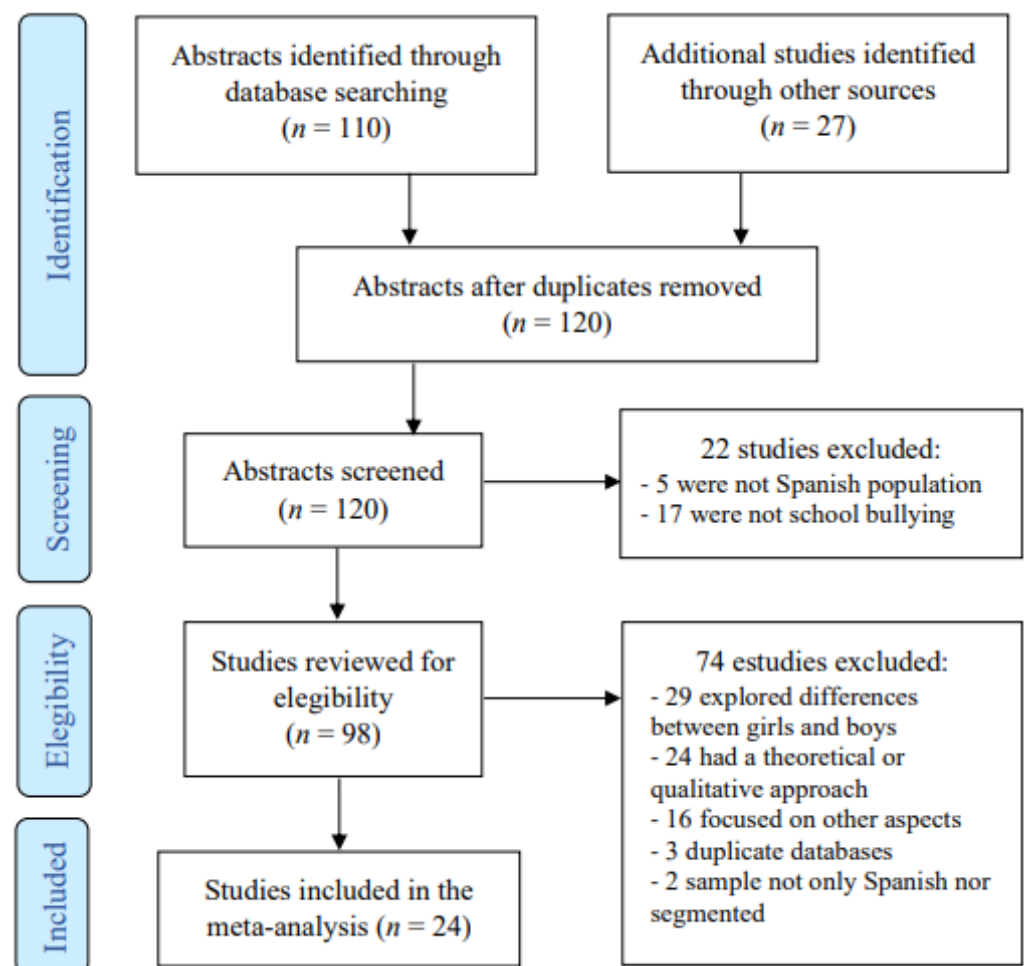 Identification
Abstracts identified through
database searching
(n = 110)
Additional studies identified
through other sources
(n = 27)
Abstracts after duplicates removed
(n = 120)
Screening
Abstracts screened
(n = 120)
22 studies excluded:
- 5 were not Spanish population
- 17 were not school bullying
Elegibility
Studies reviewed for
elegibility
(n = 98)
74 estudies excluded:
- 29 explored differences
between girls and boys
- 24 had a theoretical or
qualitative approach
- 16 focused on other aspects
- 3 duplicate databases
- 2 sample not only Spanish nor
segmented
Included
Studies included in the
meta-analysis (n = 24)